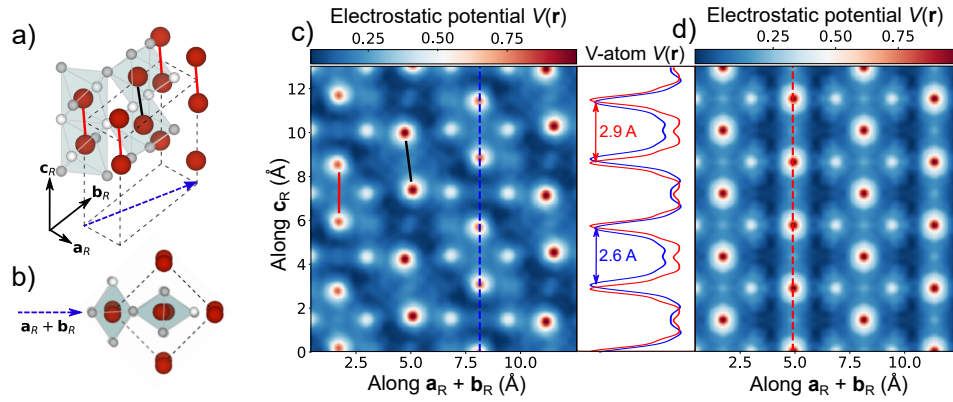 a)
c_R
b_R
a_R
b)
a_R + b_R
c)
Electrostatic potential V(r)
0.25 0.50 0.75
Along c_R (Å)
12
10
8
6
4
2
0
2.5 5.0 7.5 10.0
Along a_R + b_R (Å)
V-atom V(r)
2.9 A
2.6 A
d)
Electrostatic potential V(r)
0.25 0.50 0.75
2.5 5.0 7.5 10.0
Along a_R + b_R (Å)